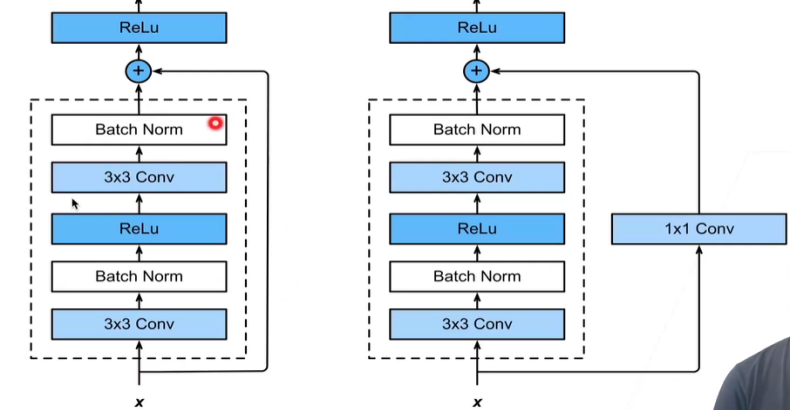 ReLu
+
Batch Norm
3x3 Conv
ReLu
Batch Norm
3x3 Conv
x
ReLu
+
Batch Norm
3x3 Conv
ReLu
Batch Norm
3x3 Conv
x
1x1 Conv